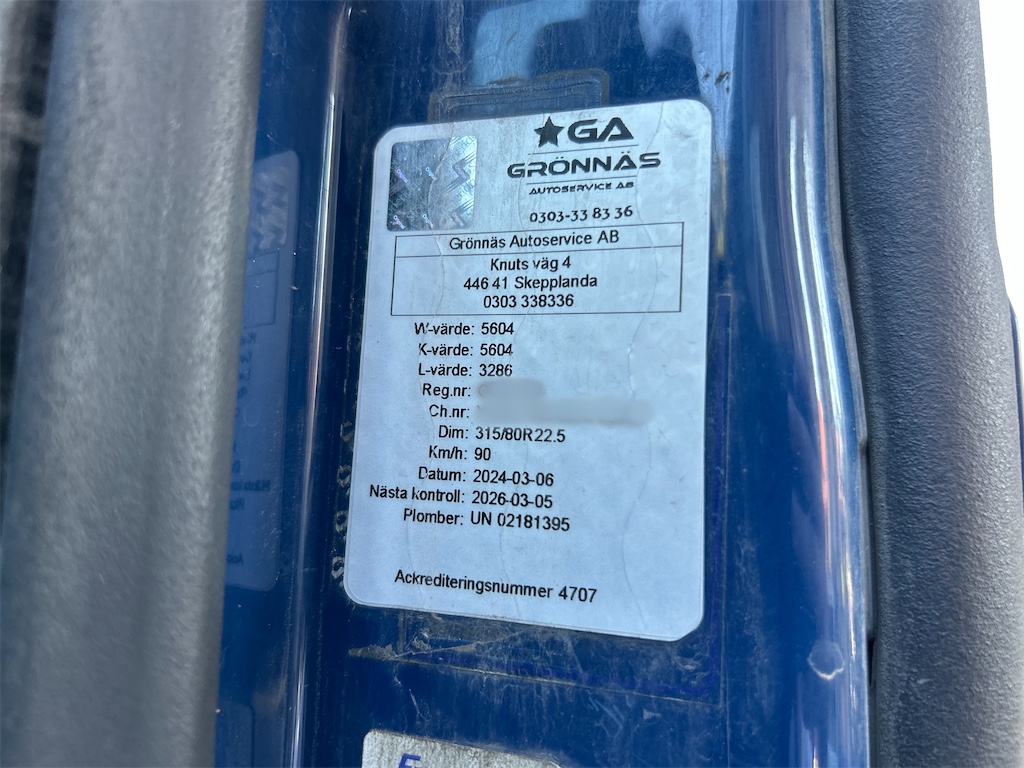 GA
GRÖNNÄS
AUTOSERVICE AB
0303-33 83 36
Grönnäs Autoservice AB
Knuts väg 4
446 41 Skepplanda
0303 338336
W-värde: 5604
K-värde: 5604
L-värde: 3286
Reg.nr:
Ch.nr:
Dim: 315/80R22.5
Km/h: 90
Datum: 2024-03-06
Nästa kontroll: 2026-03-05
Plomber: UN 02181395
Ackrediteringsnummer 4707